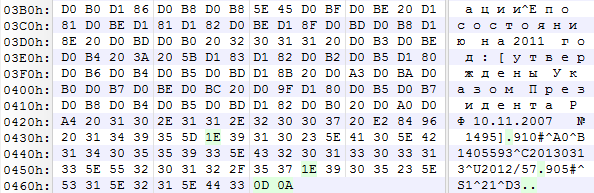 03B0h: D0 B0 D1 86 D0 B8 D0 B8 5E 45 D0 BF D0 BE 20 D1 а ц и и ^E п о
03C0h: 81 D0 BE D1 81 D1 82 D0 BE D1 8F D0 BD D0 B8 D1 с о с т о я н и
03D0h: 8E 20 D0 BD D0 B0 20 32 30 31 31 20 D0 B3 D0 BE ю н а 2011 г о
03E0h: D0 B4 20 3A 20 5B D1 83 D1 82 D0 B2 D0 B5 D1 80 д : [ у т в е р
03F0h: D0 B6 D0 B4 D0 B5 D0 BD D1 8B 20 D0 A3 D0 BA D0 ж д е н ы У к
0400h: B0 D0 B7 D0 BE D0 BC 20 D0 9F D1 80 D0 B5 D0 B7 а з о м П р е з
0410h: D0 B8 D0 B4 D0 B5 D0 BD D1 82 D0 B0 20 D0 A0 D0 и д е н т а Р
0420h: A4 20 31 30 2E 31 31 2E 32 30 30 37 20 E2 84 96 Ф 10.11.2007 №
0430h: 20 31 34 39 35 5D 1E 39 31 30 23 5E 41 30 5E 42 1495].910#^A0^B
0440h: 31 34 30 35 35 39 33 5E 43 32 30 31 33 30 33 31 1405593^C2013031
0450h: 33 5E 55 32 30 31 32 2F 35 37 1E 39 30 35 23 5E 3^U2012/57.905#^
0460h: 53 31 5E 32 31 5E 44 33 0D 0A S1^21^D3..